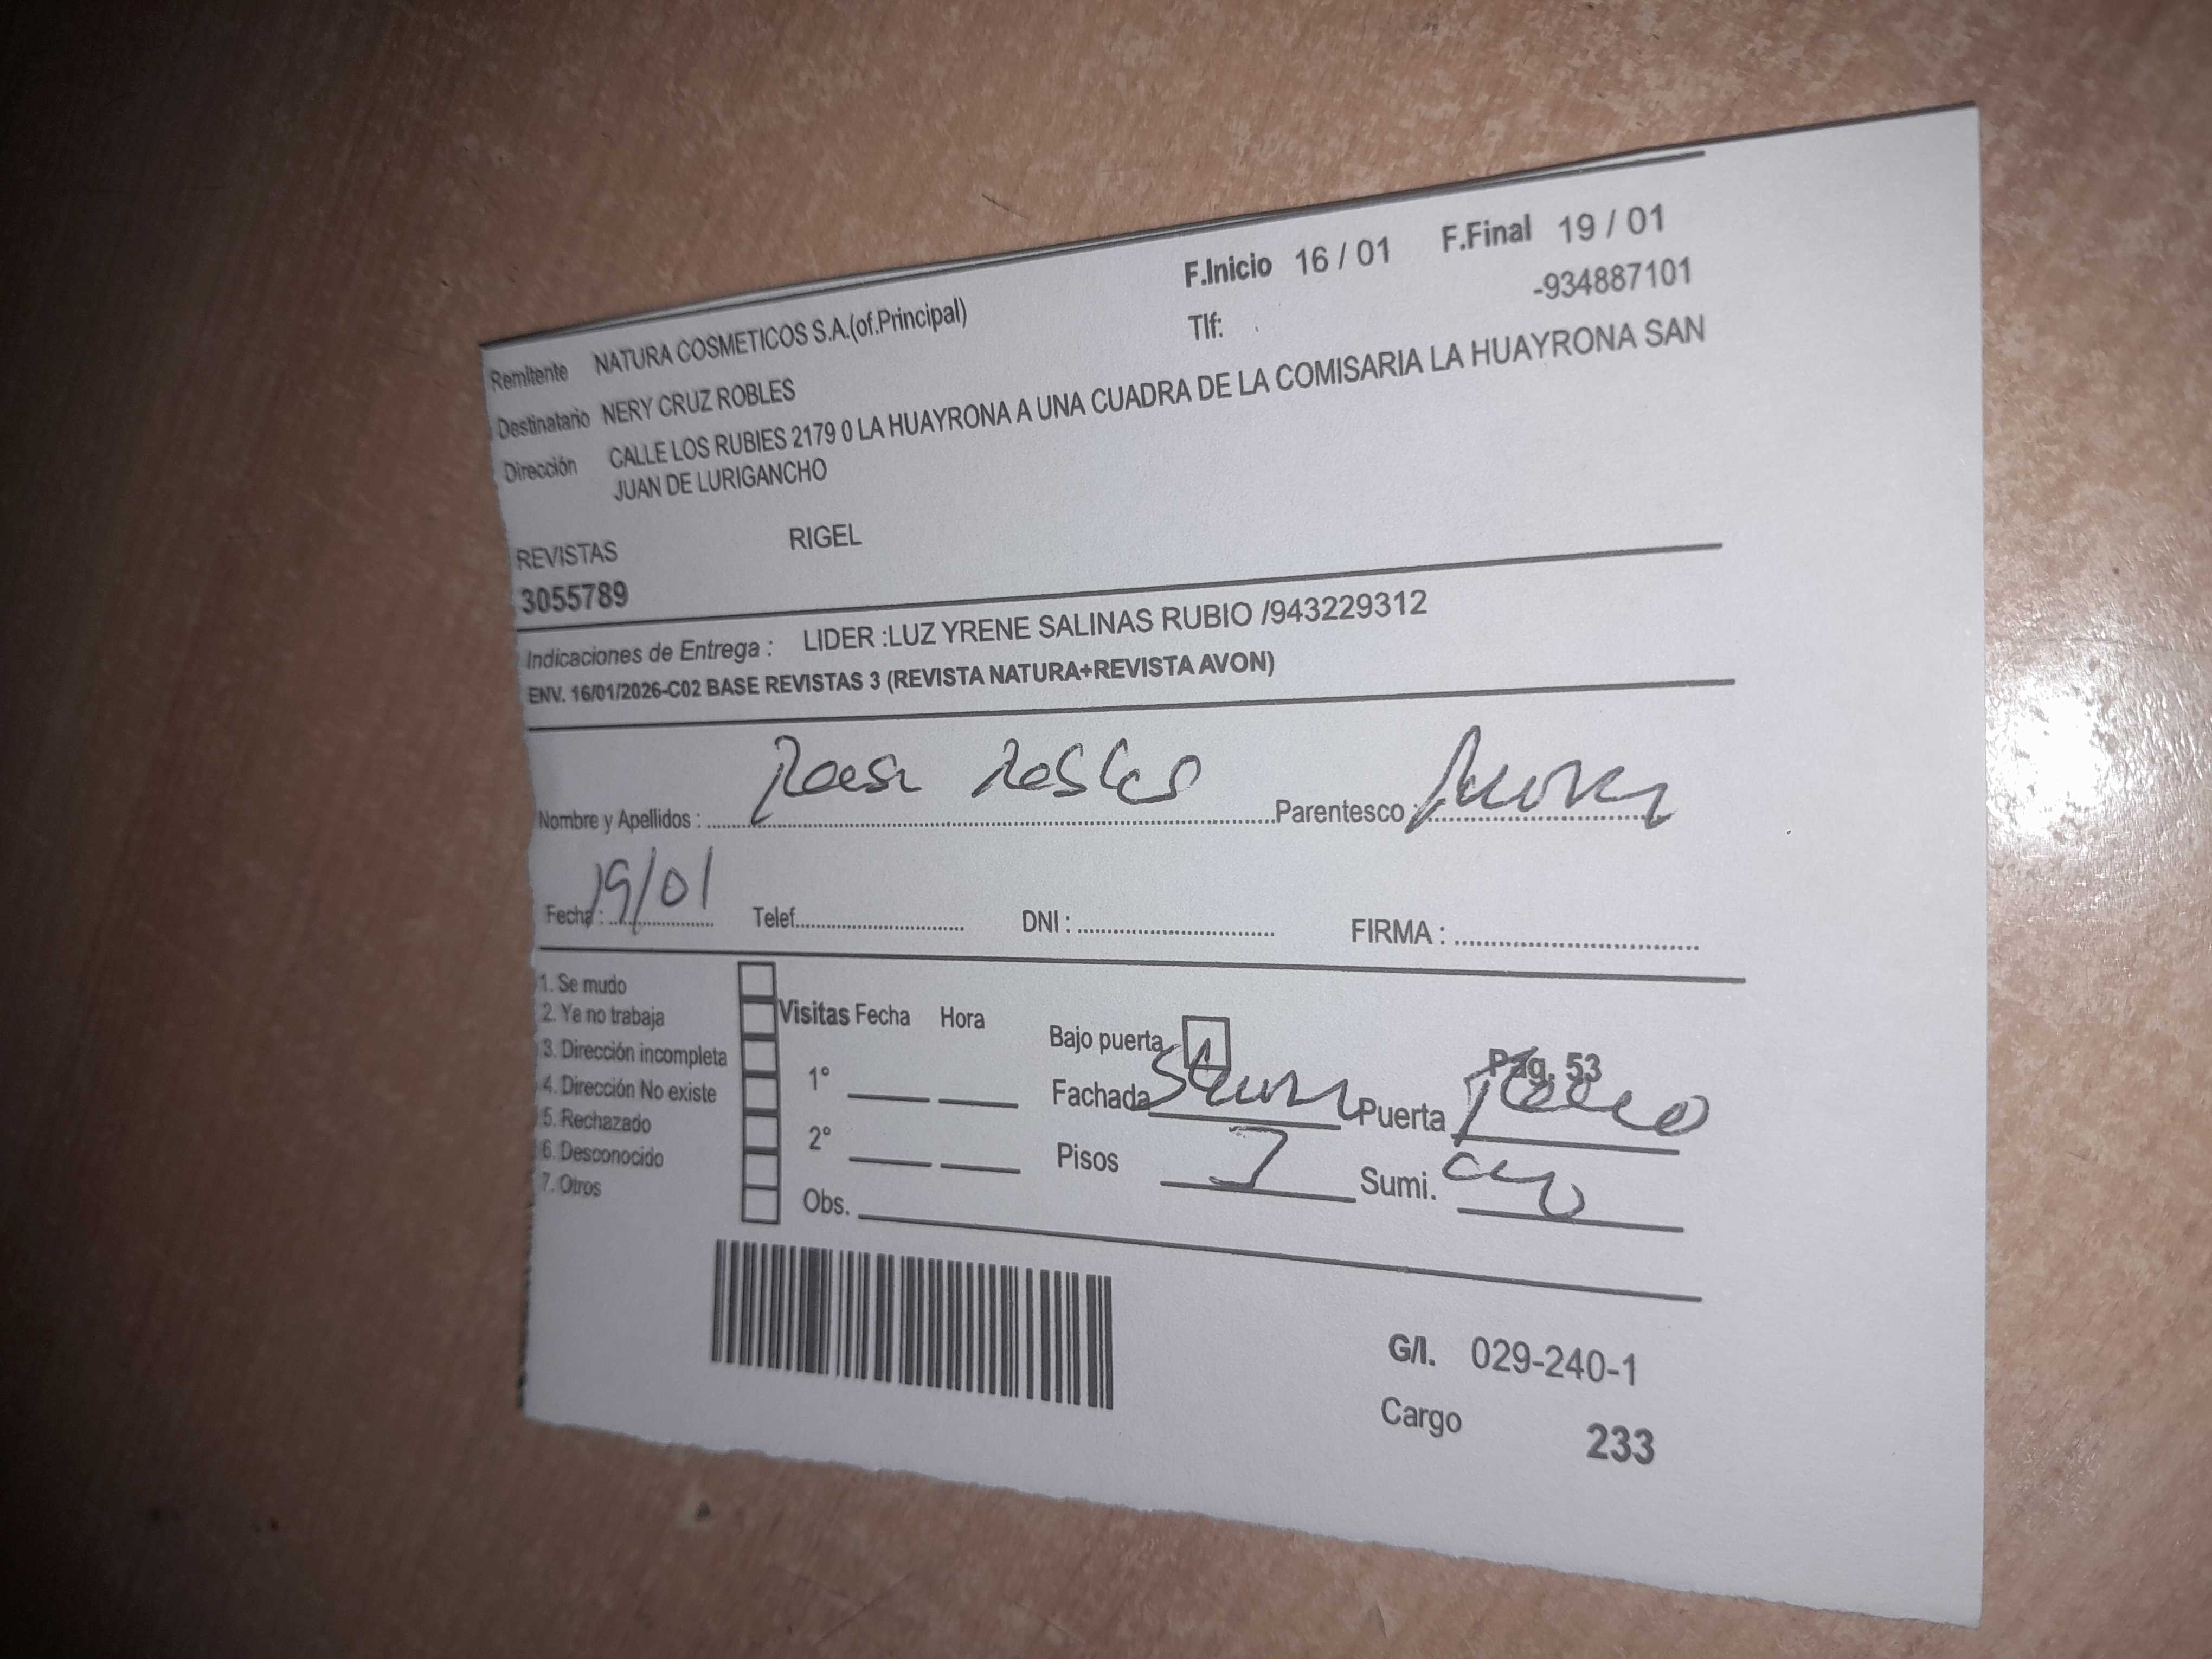 F.Inicio 16 / 01 F.Final 19 / 01
Remitente NATURA COSMETICOS S.A.(of.Principal) Tlf: -934887101
Destinatario NERY CRUZ ROBLES
Dirección CALLE LOS RUBIES 2179 0 LA HUAYRONA A UNA CUADRA DE LA COMISARIA LA HUAYRONA SAN
JUAN DE LURIGANCHO
REVISTAS RIGEL
3055789
Indicaciones de Entrega : LIDER :LUZ YRENE SALINAS RUBIO /943229312
ENV. 16/01/2026-C02 BASE REVISTAS 3 (REVISTA NATURA+REVISTA AVON)
Nombre y Apellidos : Rosa Robles Parentesco :
Fecha : 19/01 Telef. DNI : FIRMA :
1. Se mudo
2. Ya no trabaja Visitas Fecha Hora Bajo puerta
3. Dirección incompleta Pag. 53
4. Dirección No existe 1° Fachada Puerta
5. Rechazado
6. Desconocido 2° Pisos Sumi.
7. Otros Obs.
G/I. 029-240-1
Cargo 233